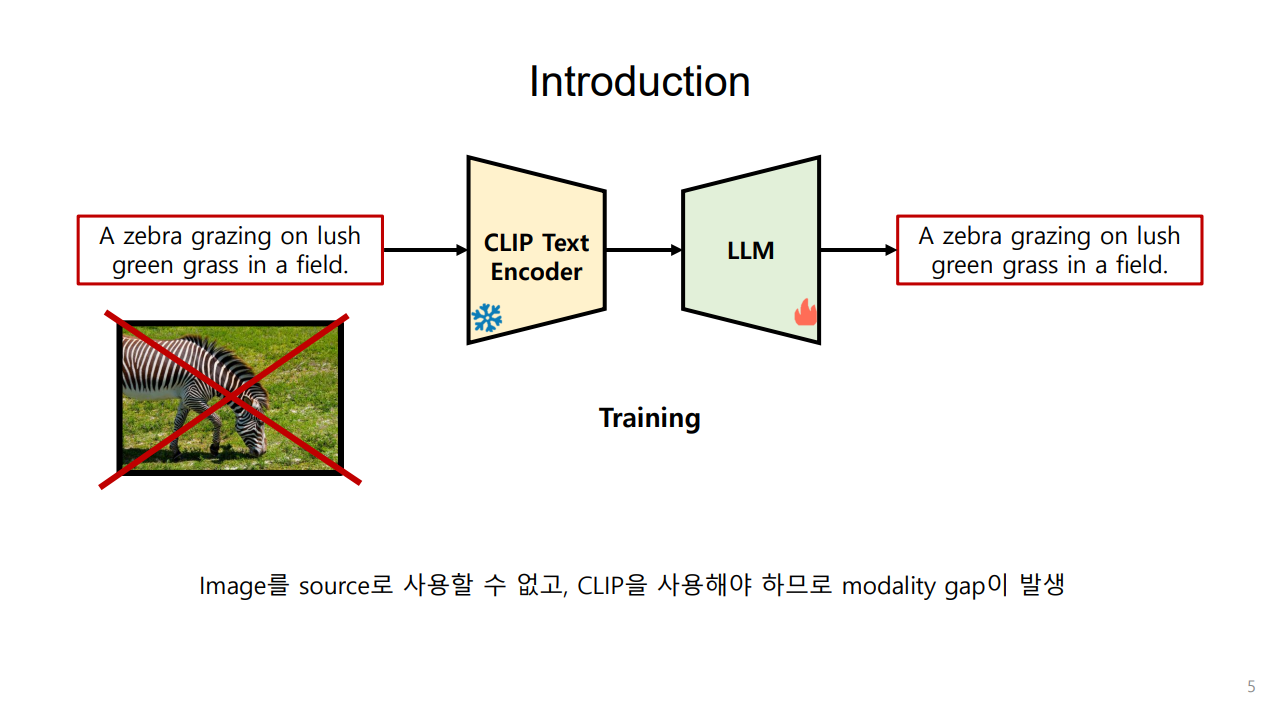 Introduction
A zebra grazing on lush
green grass in a field.
CLIP Text
Encoder
LLM
A zebra grazing on lush
green grass in a field.
Training
Image를 source로 사용할 수 없고, CLIP을 사용해야 하므로 modality gap이 발생
5